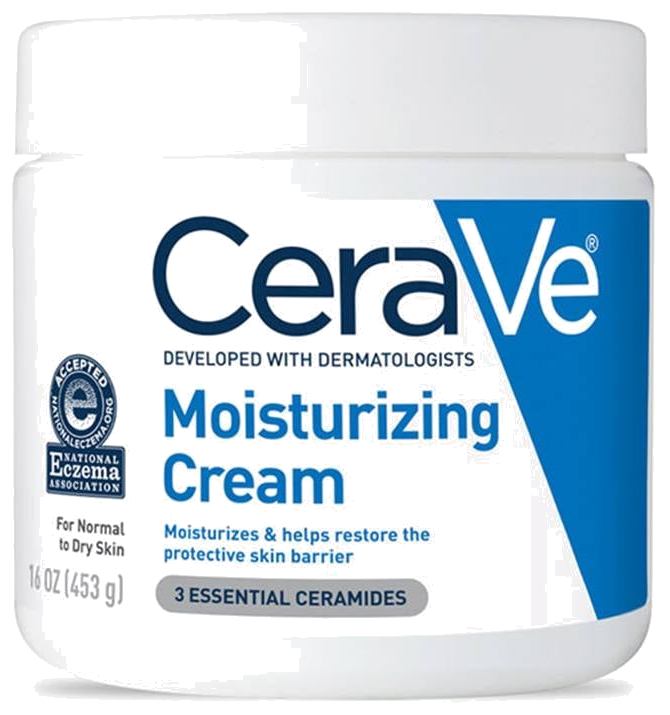 CeraVe®
DEVELOPED WITH DERMATOLOGISTS
Moisturizing
Cream
Moisturizes & helps restore the
protective skin barrier
3 ESSENTIAL CERAMIDES
ACCEPTED
e
NATIONALECZEMA.ORG
NATIONAL
Eczema
ASSOCIATION
For Normal
to Dry Skin
16 OZ (453 g)